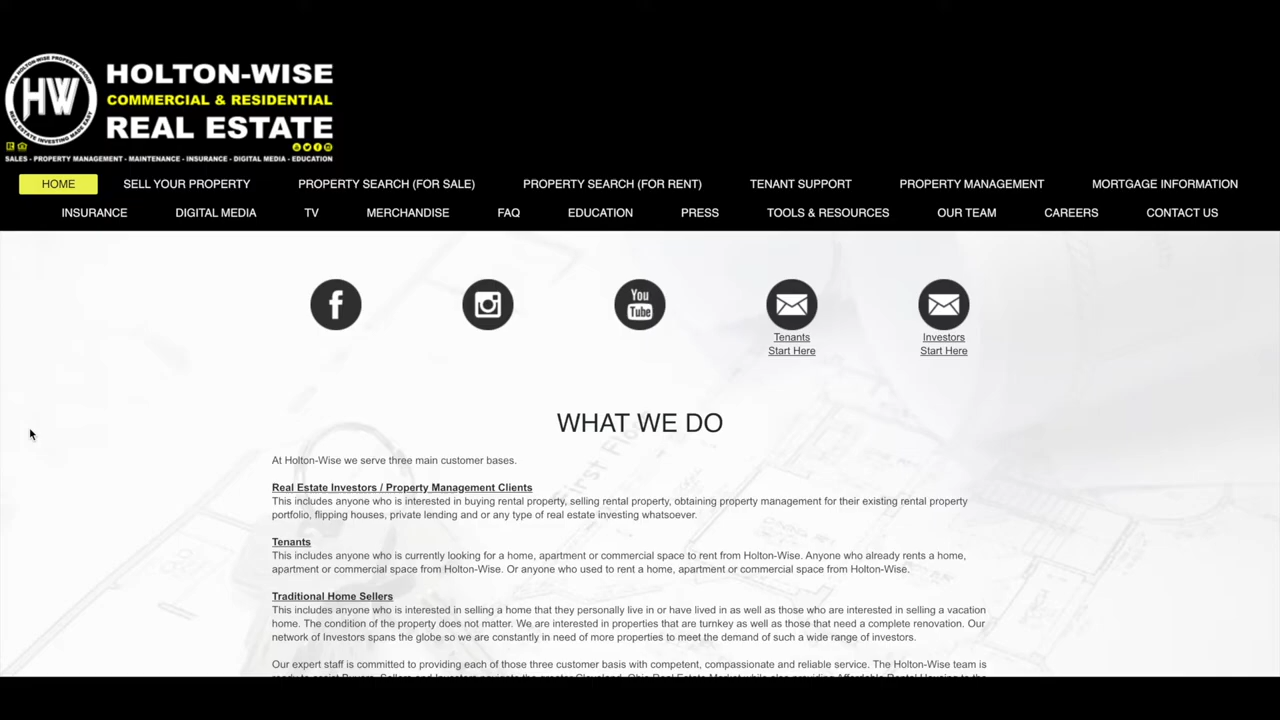 HOLTON-WISE
COMMERCIAL & RESIDENTIAL
REAL ESTATE
HW
SALES - PROPERTY MANAGEMENT - MAINTENANCE - INSURANCE - DIGITAL MEDIA - EDUCATION
HOME SELL YOUR PROPERTY PROPERTY SEARCH (FOR SALE) PROPERTY SEARCH (FOR RENT) TENANT SUPPORT PROPERTY MANAGEMENT MORTGAGE INFORMATION
INSURANCE DIGITAL MEDIA TV MERCHANDISE FAQ EDUCATION PRESS TOOLS & RESOURCES OUR TEAM CAREERS CONTACT US
You
Tube
Tenants
Start Here
Investors
Start Here
First Flo
WHAT WE DO
At Holton-Wise we serve three main customer bases.
Real Estate Investors / Property Management Clients
This includes anyone who is interested in buying rental property, selling rental property, obtaining property management for their existing rental property
portfolio, flipping houses, private lending and or any type of real estate investing whatsoever.
Tenants
This includes anyone who is currently looking for a home, apartment or commercial space to rent from Holton-Wise. Anyone who already rents a home,
apartment or commercial space from Holton-Wise. Or anyone who used to rent a home, apartment or commercial space from Holton-Wise.
Traditional Home Sellers
This includes anyone who is interested in selling a home that they personally live in or have lived in as well as those who are interested in selling a vacation
home. The condition of the property does not matter. We are interested in properties that are turnkey as well as those that need a complete renovation. Our
network of Investors spans the globe so we are constantly in need of more properties to meet the demand of such a wide range of investors.
Our expert staff is committed to providing each of those three customer basis with competent, compassionate and reliable service. The Holton-Wise team is